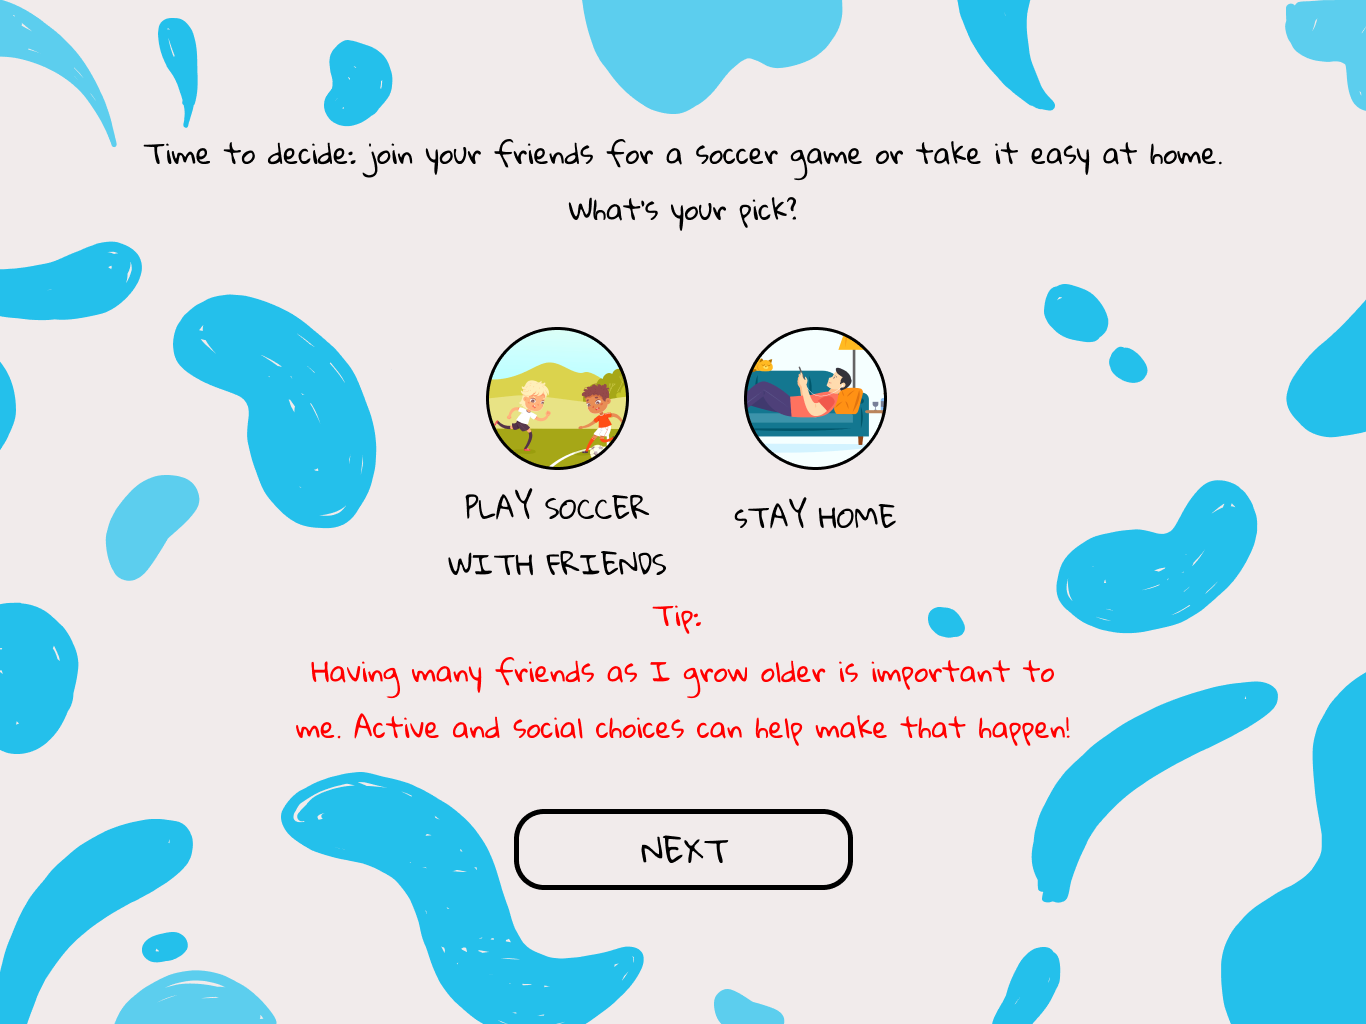 Time to decide: join your friends for a soccer game or take it easy at home.
What's your pick?
PLAY SOCCER
WITH FRIENDS
STAY HOME
Tip:
Having many friends as I grow older is important to
me. Active and social choices can help make that happen!
NEXT